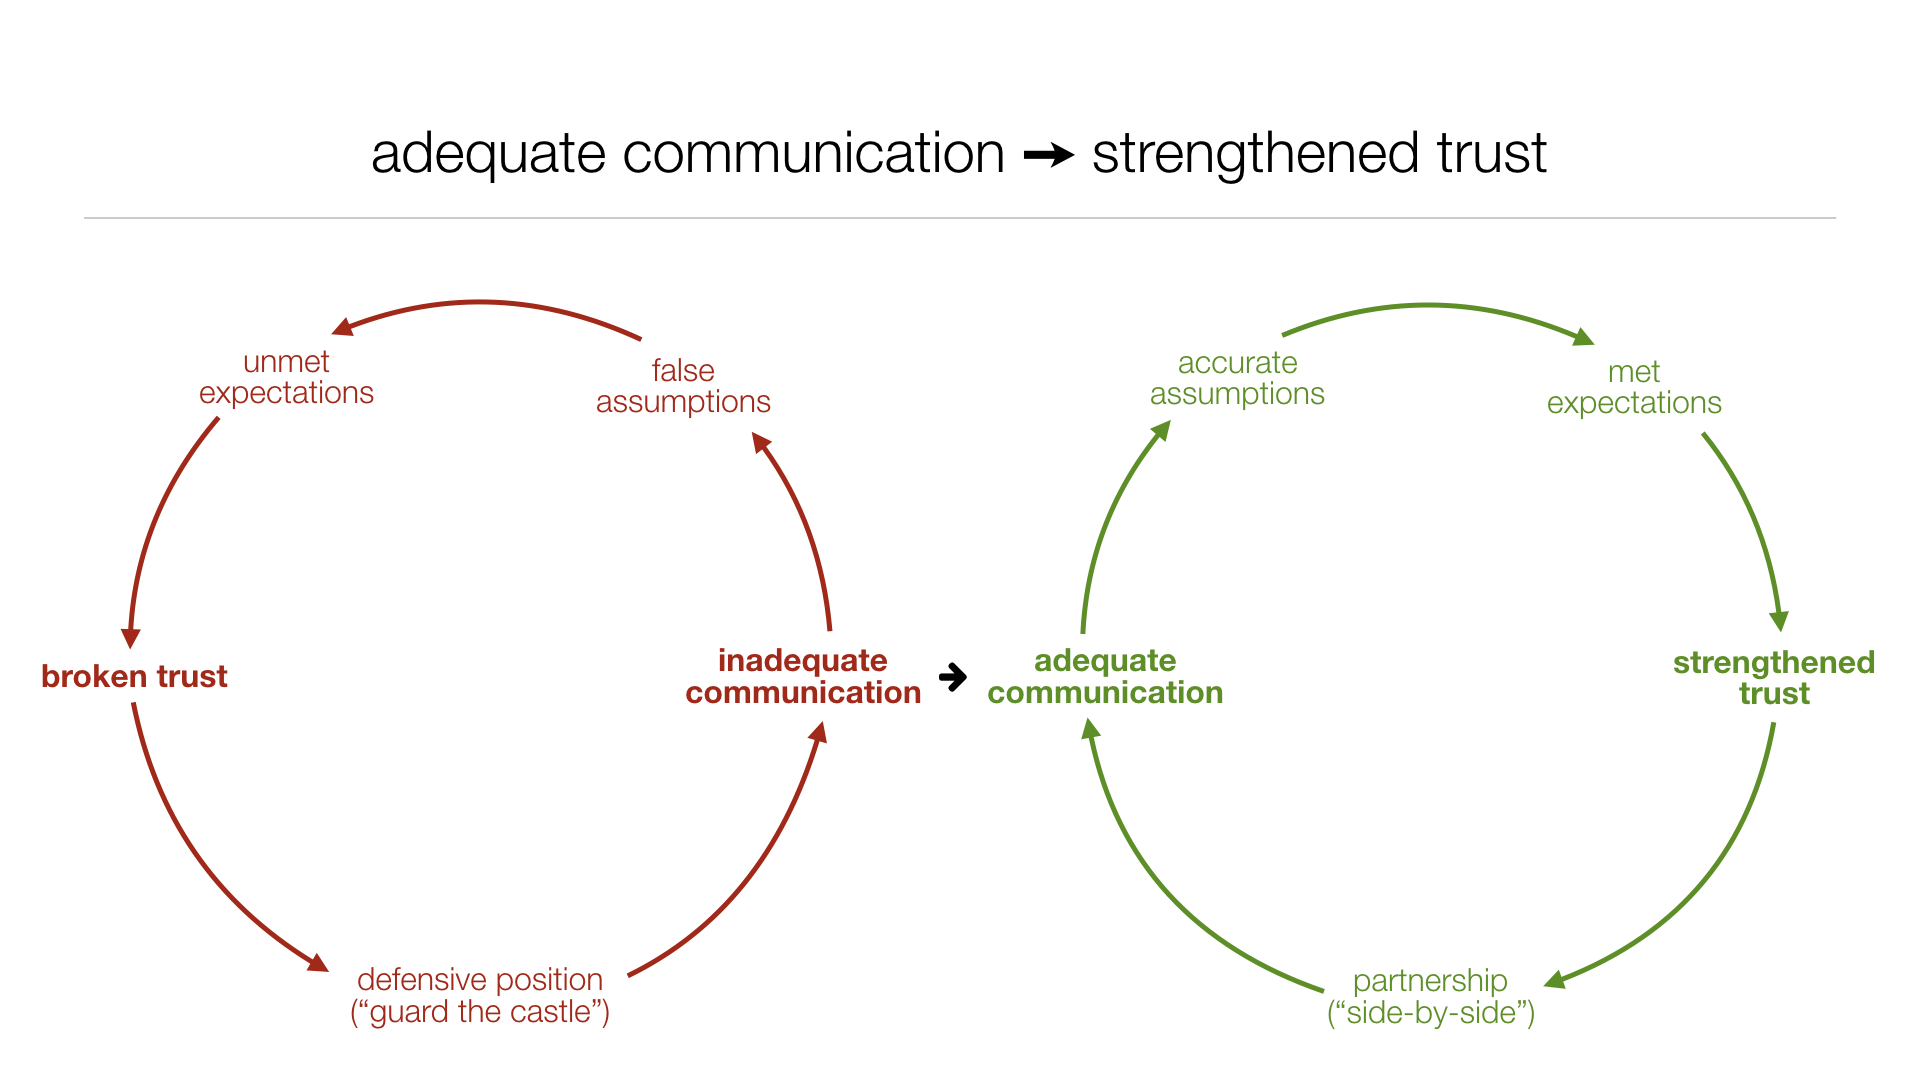 adequate communication → strengthened trust
unmet
expectations
false
assumptions
accurate
assumptions
met
expectations
broken trust
inadequate
communication
→
adequate
communication
strengthened
trust
defensive position
(“guard the castle”)
partnership
(“side-by-side”)